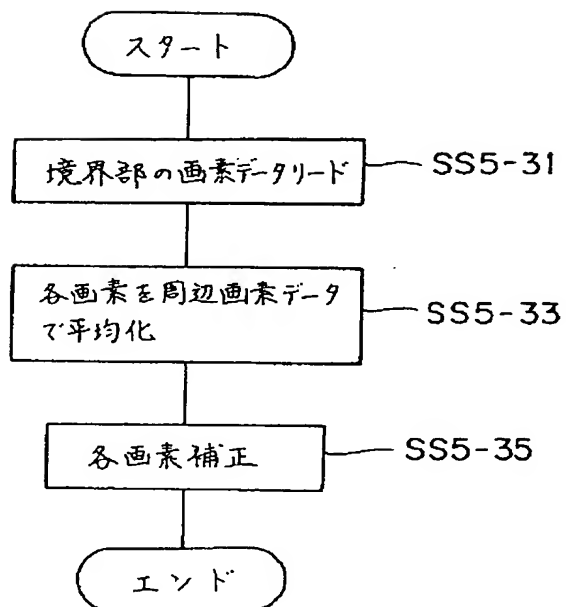 スタート
境界部の画素データリード
SS5-31
各画素を周辺画素データ
で平均化
SS5-33
各画素補正
SS5-35
エンド